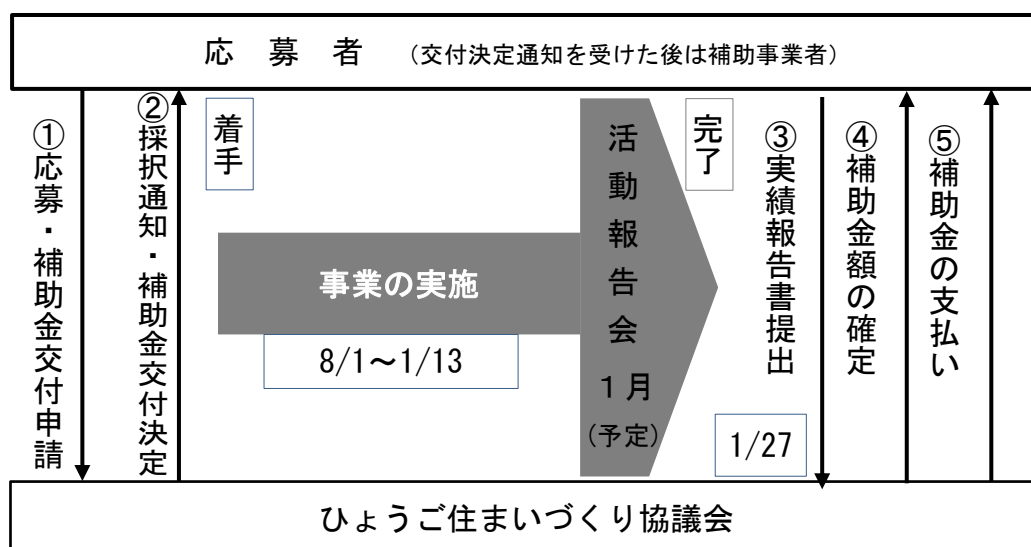 応 募 者 (交付決定通知を受けた後は補助事業者)
①応募・補助金交付申請
②採択通知・補助金交付決定
着手
事業の実施
8/1～1/13
活動報告会 1月 (予定)
完了
③実績報告書提出
1/27
④補助金額の確定
⑤補助金の支払い
ひょうご住まいづくり協議会